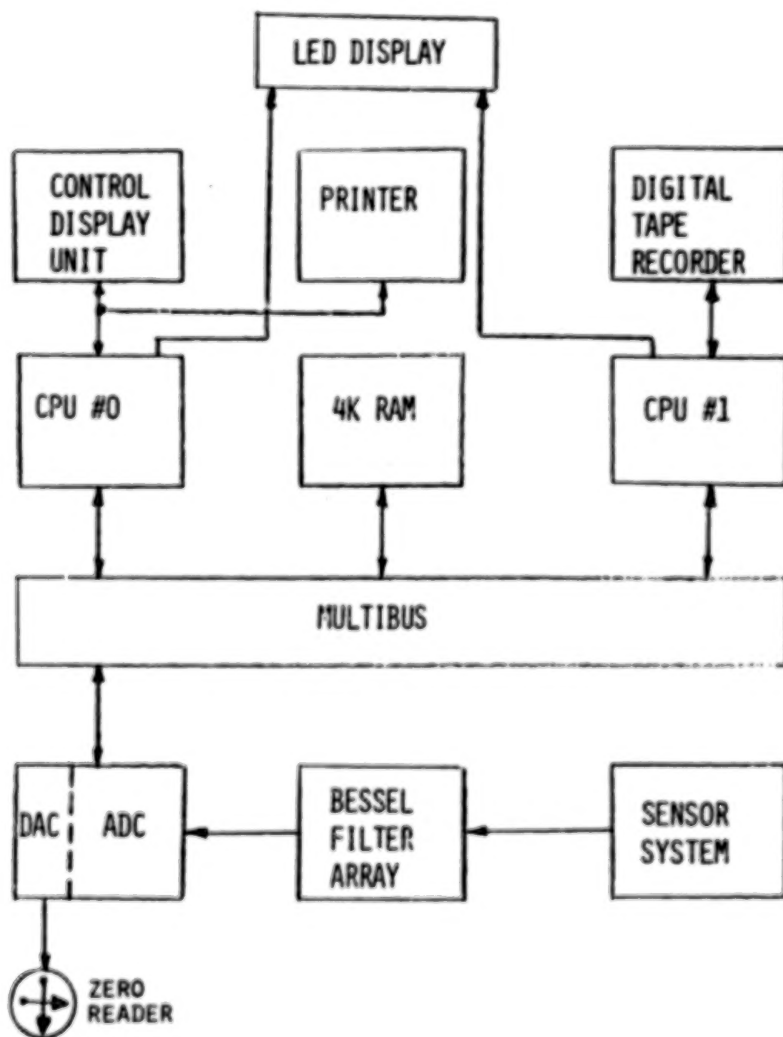 LED DISPLAY
CONTROL
DISPLAY
UNIT
PRINTER
DIGITAL
TAPE
RECORDER
CPU #0
4K RAM
CPU #1
MULTIBUS
DAC
ADC
BESSEL
FILTER
ARRAY
SENSOR
SYSTEM
ZERO
READER